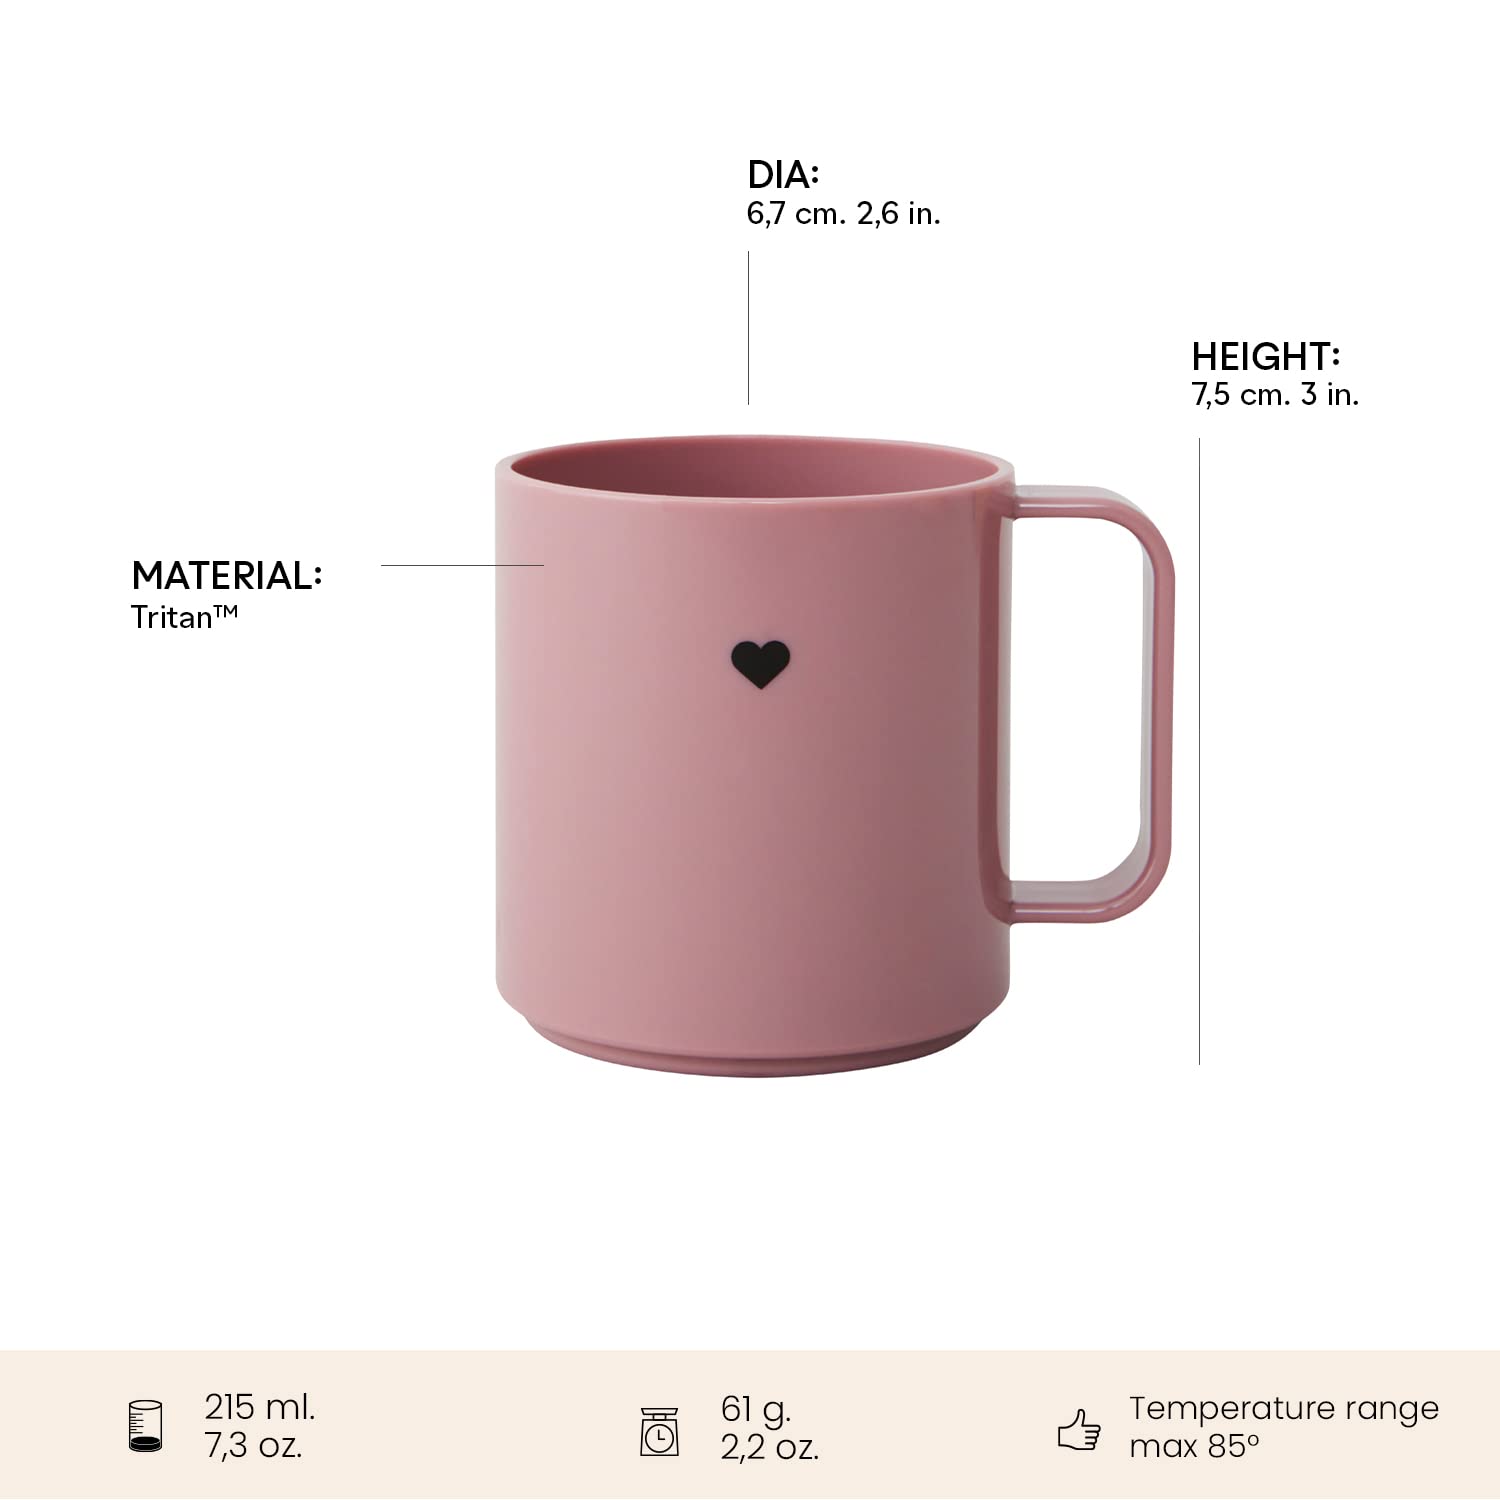 DIA:
6,7 cm. 2,6 in.
HEIGHT:
7,5 cm. 3 in.
MATERIAL:
Tritan™
215 ml.
7,3 oz.
61 g.
2,2 oz.
Temperature range
max 85°